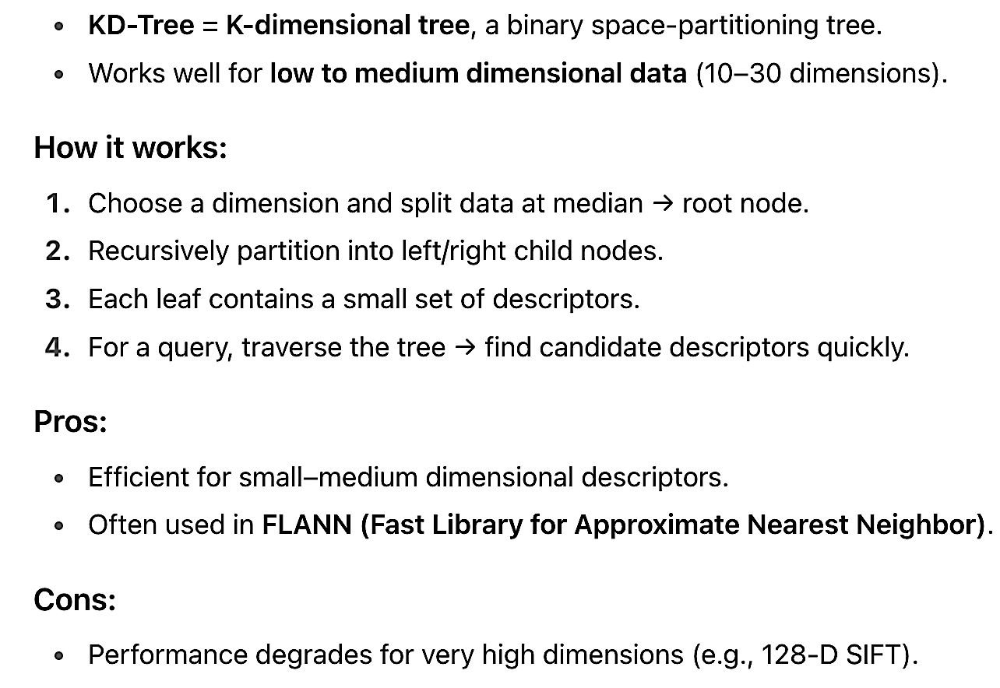 • KD-Tree = K-dimensional tree, a binary space-partitioning tree.
• Works well for low to medium dimensional data (10–30 dimensions).
How it works:
1. Choose a dimension and split data at median → root node.
2. Recursively partition into left/right child nodes.
3. Each leaf contains a small set of descriptors.
4. For a query, traverse the tree → find candidate descriptors quickly.
Pros:
• Efficient for small–medium dimensional descriptors.
• Often used in FLANN (Fast Library for Approximate Nearest Neighbor).
Cons:
• Performance degrades for very high dimensions (e.g., 128-D SIFT).